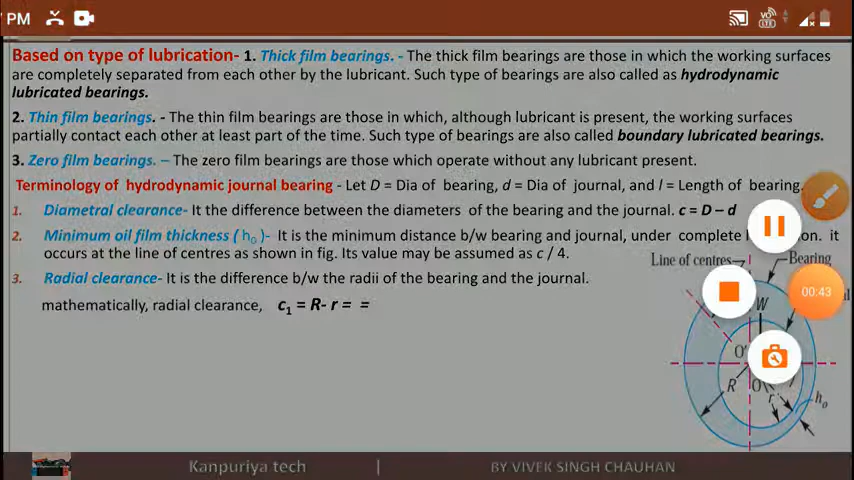 PM
VO
LTE
Based on type of lubrication- 1. Thick film bearings. - The thick film bearings are those in which the working surfaces
are completely separated from each other by the lubricant. Such type of bearings are also called as hydrodynamic
lubricated bearings.
2. Thin film bearings. - The thin film bearings are those in which, although lubricant is present, the working surfaces
partially contact each other at least part of the time. Such type of bearings are also called boundary lubricated bearings.
3. Zero film bearings. – The zero film bearings are those which operate without any lubricant present.
Terminology of hydrodynamic journal bearing - Let D = Dia of bearing, d = Dia of journal, and l = Length of bearing.
1. Diametral clearance- It the difference between the diameters of the bearing and the journal. c = D – d
2. Minimum oil film thickness ( h₀ )- It is the minimum distance b/w bearing and journal, under complete it
occurs at the line of centres as shown in fig. Its value may be assumed as c / 4.
3. Radial clearance- It is the difference b/w the radii of the bearing and the journal.
mathematically, radial clearance, c₁ = R- r = =
00:43
Line of centres
Bearing
W
O'
R
O
r
h₀
Kanpuriya tech | BY VIVEK SINGH CHAUHAN